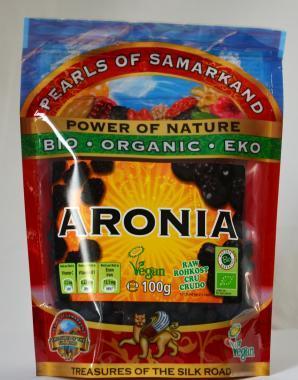 PEARLS OF SAMARKAND
POWER OF NATURE
BIO • ORGANIC • EKO
ARONIA
Vegan
100g
RAW
ROHKOST
CRU
CRUDO
Vegan
TREASURES OF THE SILK ROAD